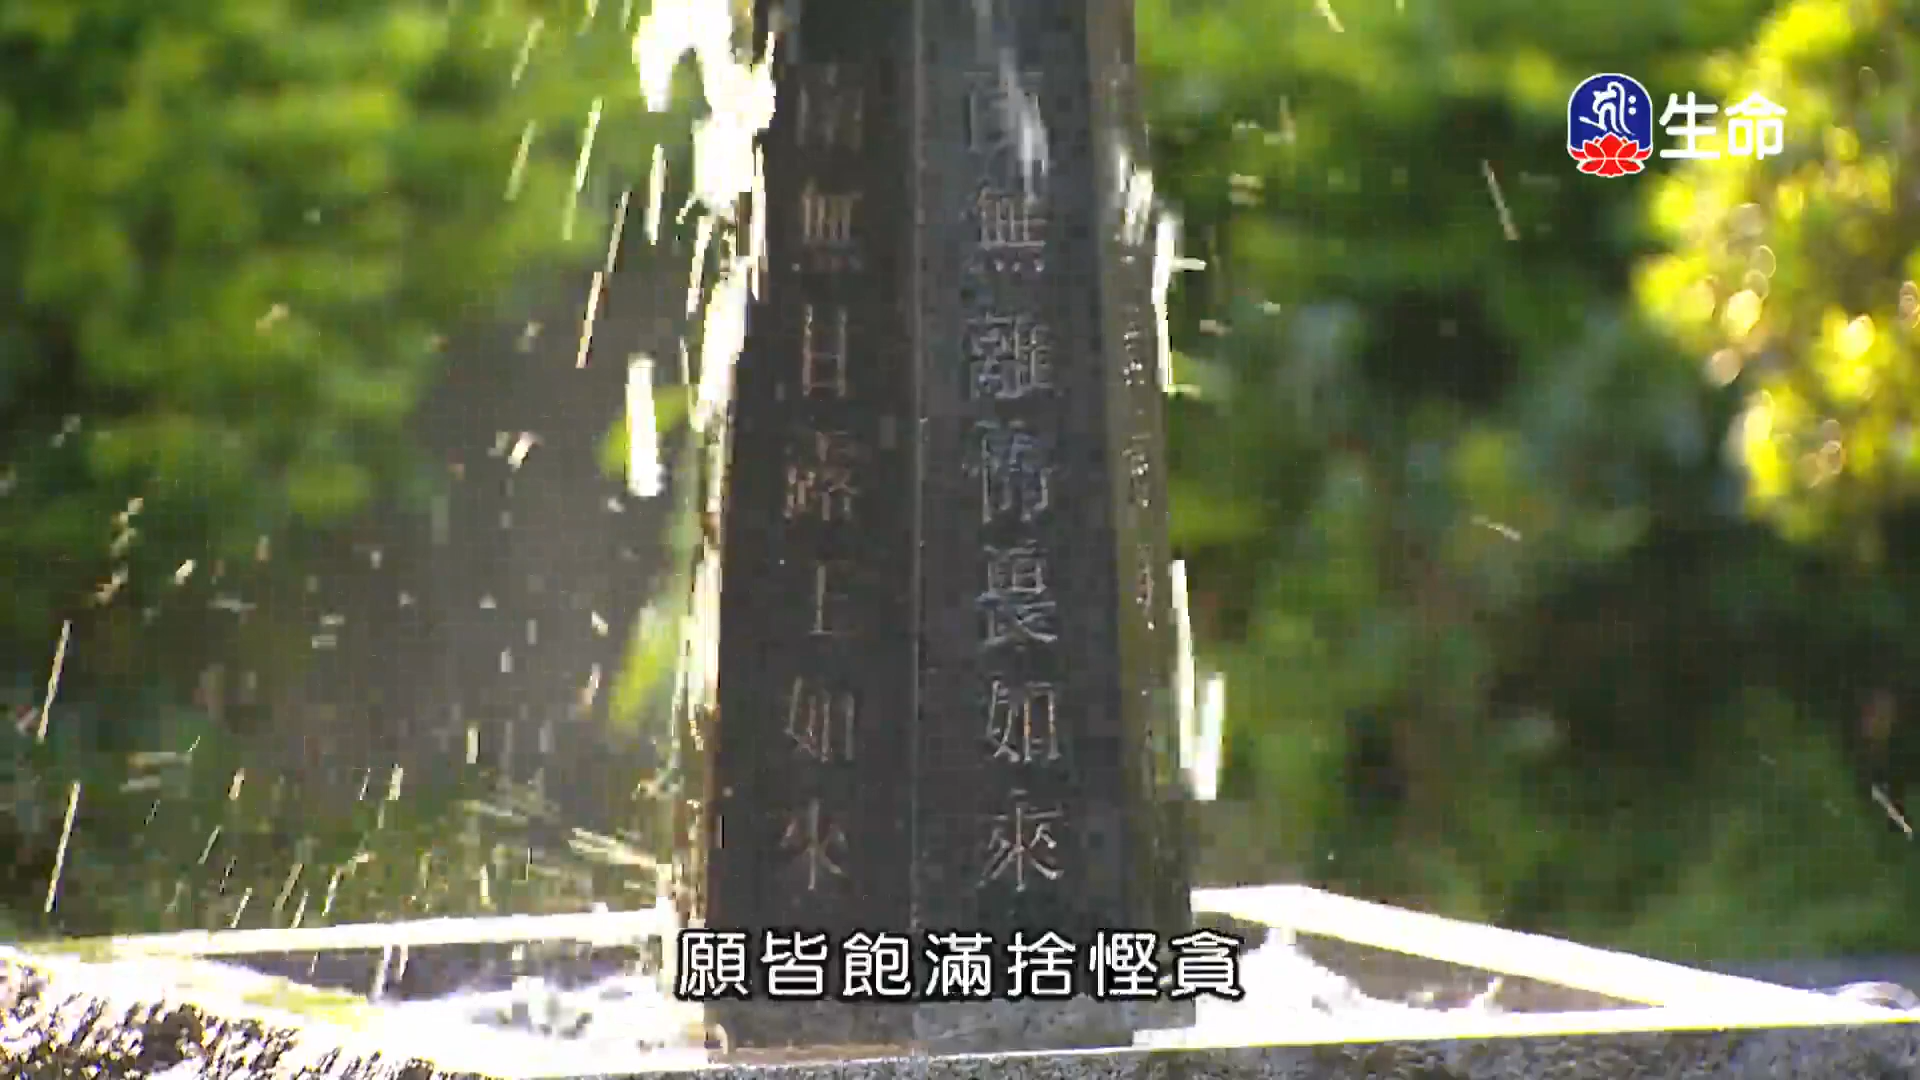 生命
南無離怖畏如來
南無甘露王如來
願皆飽滿捨慳貪